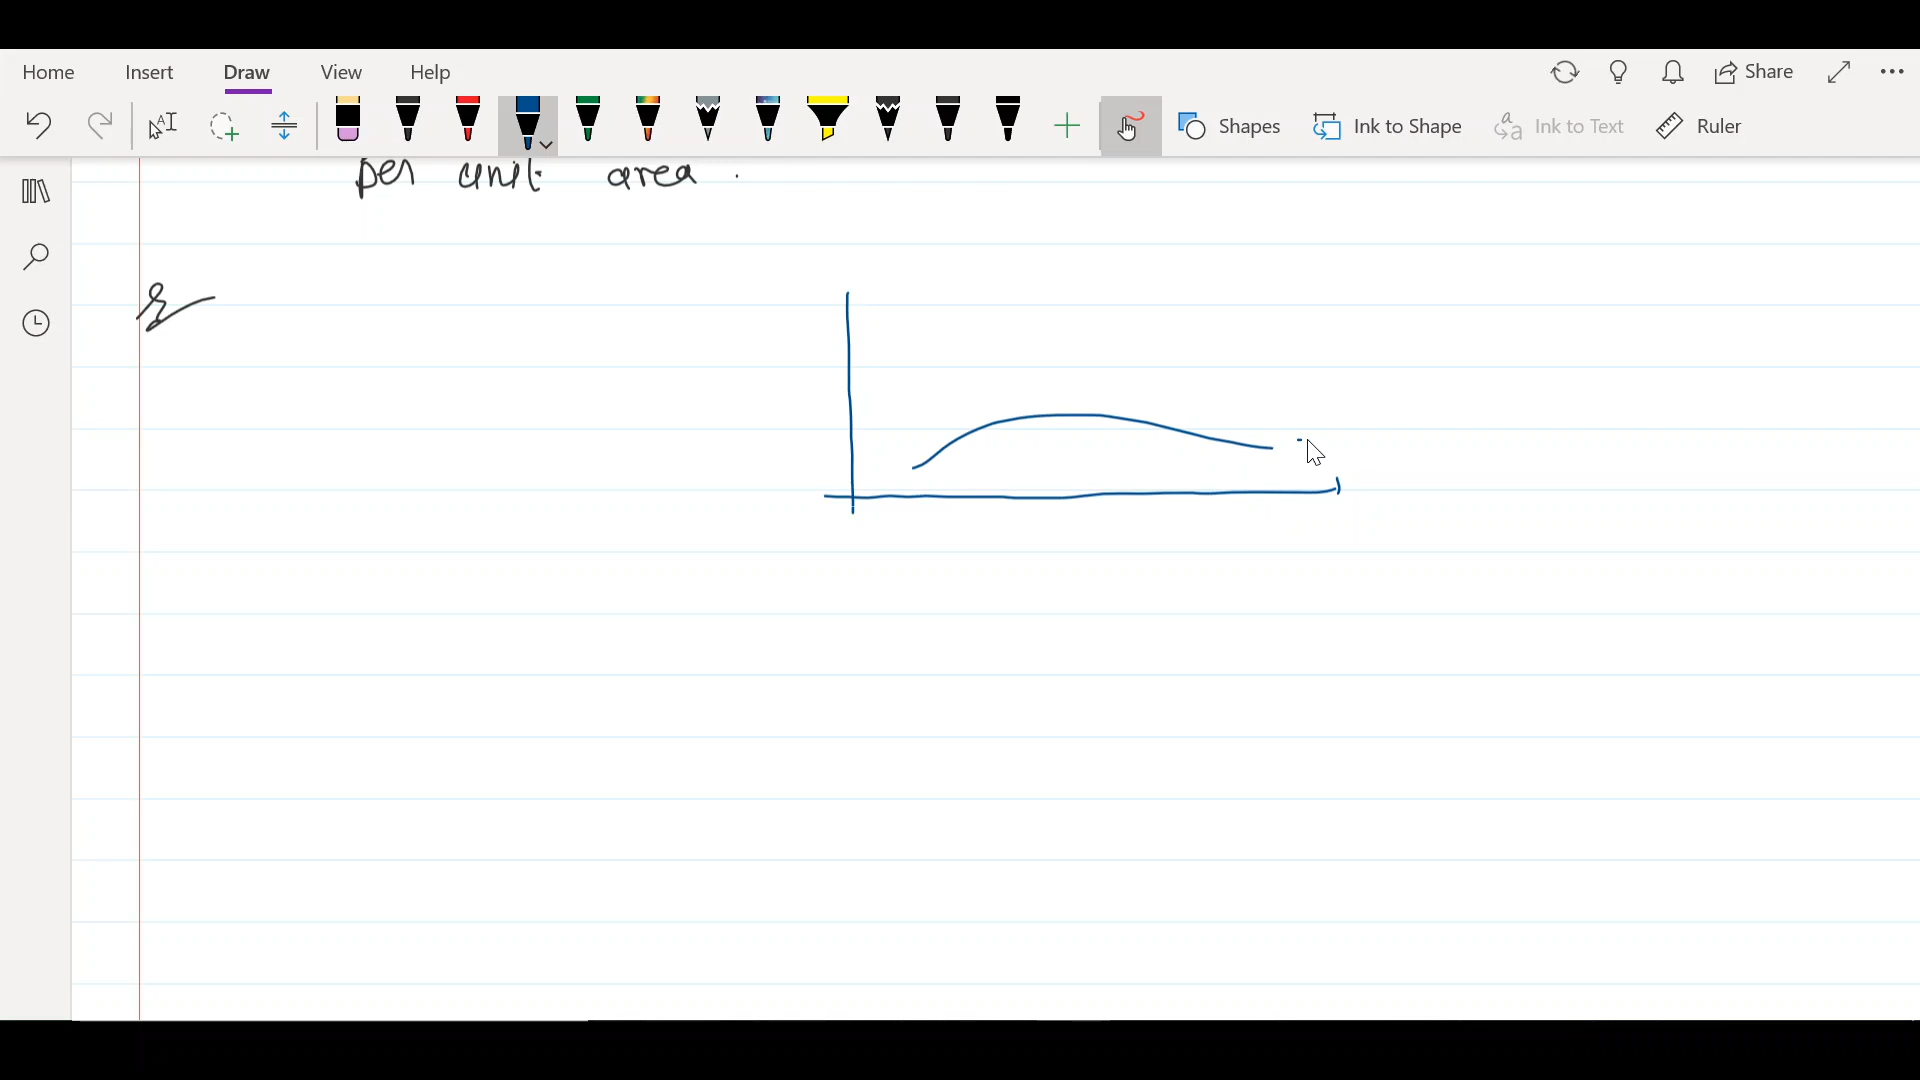 Home Insert Draw View Help Share
Shapes Ink to Shape Ink to Text Ruler
per unit area .